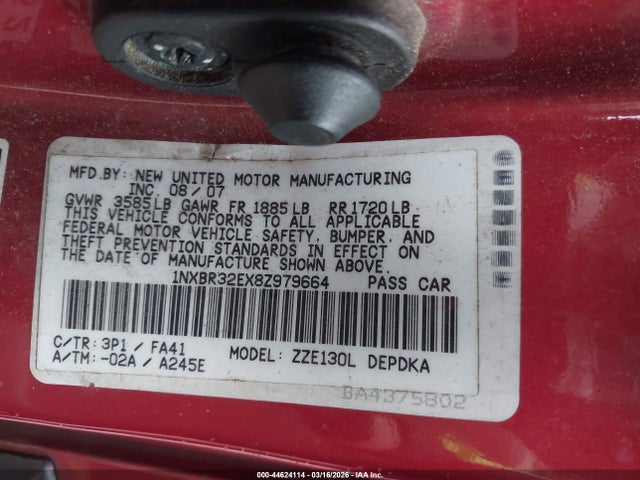 MFD.BY: NEW UNITED MOTOR MANUFACTURING
INC. 08/07
GVWR 3585LB GAWR FR 1885LB RR1720LB
THIS VEHICLE CONFORMS TO ALL APPLICABLE
FEDERAL MOTOR VEHICLE SAFETY, BUMPER, AND
THEFT PREVENTION STANDARDS IN EFFECT ON
THE DATE OF MANUFACTURE SHOWN ABOVE.
1NXBR32EX8Z979664 PASS CAR
C/TR: 3P1 / FA41
A/TM: -02A / A245E
MODEL: ZZE130L DEPDKA
BA4375802
000-44624114 - 03/16/2026 - IAAI.COM